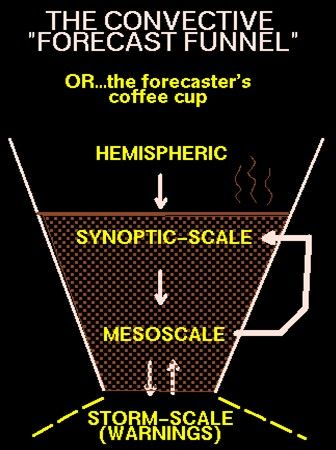 THE CONVECTIVE
"FORECAST FUNNEL"
OR...the forecaster's
coffee cup
HEMISPHERIC
SYNOPTIC-SCALE
MESOSCALE
STORM-SCALE
(WARNINGS)